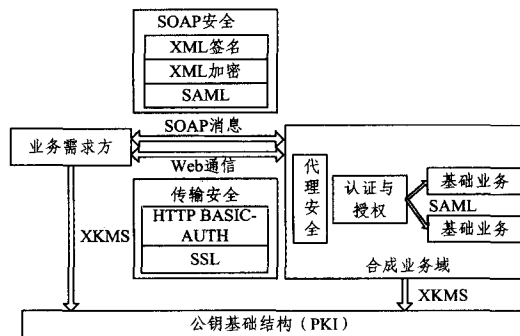 SOAP安全
XML签名
XML加密
SAML
SOAP消息
业务需求方
Web通信
传输安全
HTTP BASIC-
AUTH
SSL
XKMS
代理安全
认证与
授权
基础业务
SAML
基础业务
合成业务域
XKMS
公钥基础结构（PKI）